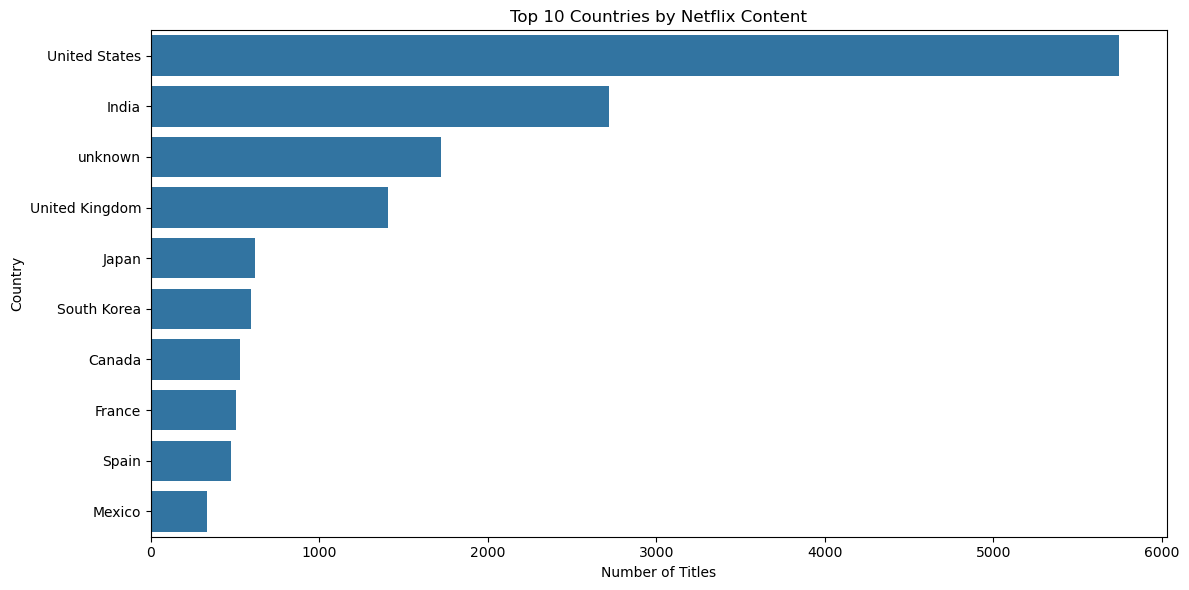 Top 10 Countries by Netflix Content
Country
United States
India
unknown
United Kingdom
Japan
South Korea
Canada
France
Spain
Mexico
0 1000 2000 3000 4000 5000 6000
Number of Titles